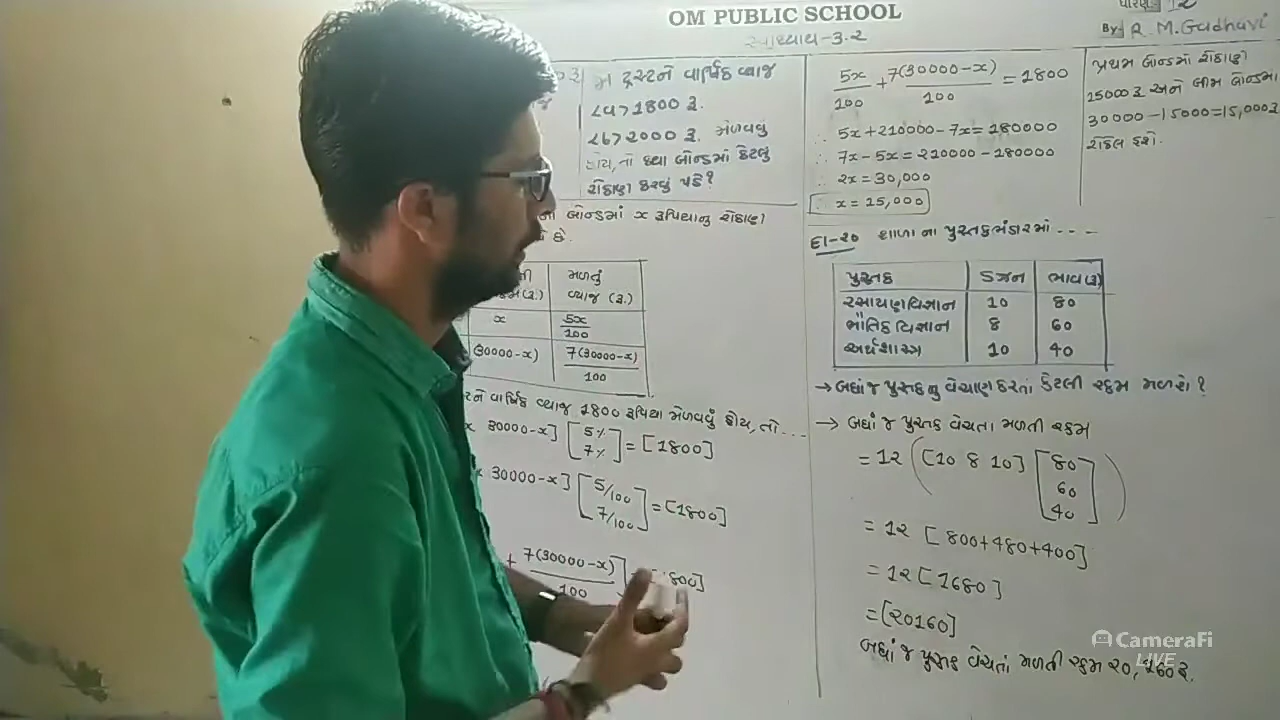 OM PUBLIC SCHOOL
ધોરણ 12
By R. M. Gadhavi
સ્વાધ્યાય-3.2
ટ્રસ્ટને વાર્ષિક વ્યાજ
<a> 1800 રૂ.
<b> 2000 રૂ. મેળવવું
હોય, તો કયા બોન્ડમાં કેટલું
રોકાણ કરવું પડે?
બોન્ડમાં x રૂપિયાનુ રોકાણ
છે.
મળતું
વ્યાજ (રૂ.)
x 5x/100
(30000-x) 7(30000-x)/100
વાર્ષિક વ્યાજ 1800 રૂપિયા મેળવવું હોય, તો...
30000-x] [5% 7%] = [1800]
30000-x] [5/100 7/100] = [1800]
+ 7(30000-x)/100]
5x/100 + 7(30000-x)/100 = 1800
∴ 5x+210000-7x=180000
∴ 7x-5x=210000-180000
∴ 2x=30,000
∴ x=15,000
પ્રથમ બોન્ડમાં રોકાણ
15000 રૂ અને બીજા બોન્ડમાં
30000-15000=15,000 રૂ
રોકેલ હશે.
દા-20 શાળા ના પુસ્તકભંડારમાં ....
પુસ્તક ડઝન ભાવ(રૂ)
રસાયણવિજ્ઞાન 10 80
ભૌતિકવિજ્ઞાન 8 60
અર્થશાસ્ત્ર 10 40
→ બધાં જ પુસ્તકનુ વેચાણ કરતાં કેટલી રકમ મળશે?
→ બધાં જ પુસ્તક વેચતા મળતી રકમ
= 12 ([10 8 10] [80 60 40])
= 12 [800+480+400]
= 12 [1680]
= [20160]
બધાં જ પુસ્તક વેચતાં મળતી રકમ 20,160 રૂ.
CameraFi
LIVE